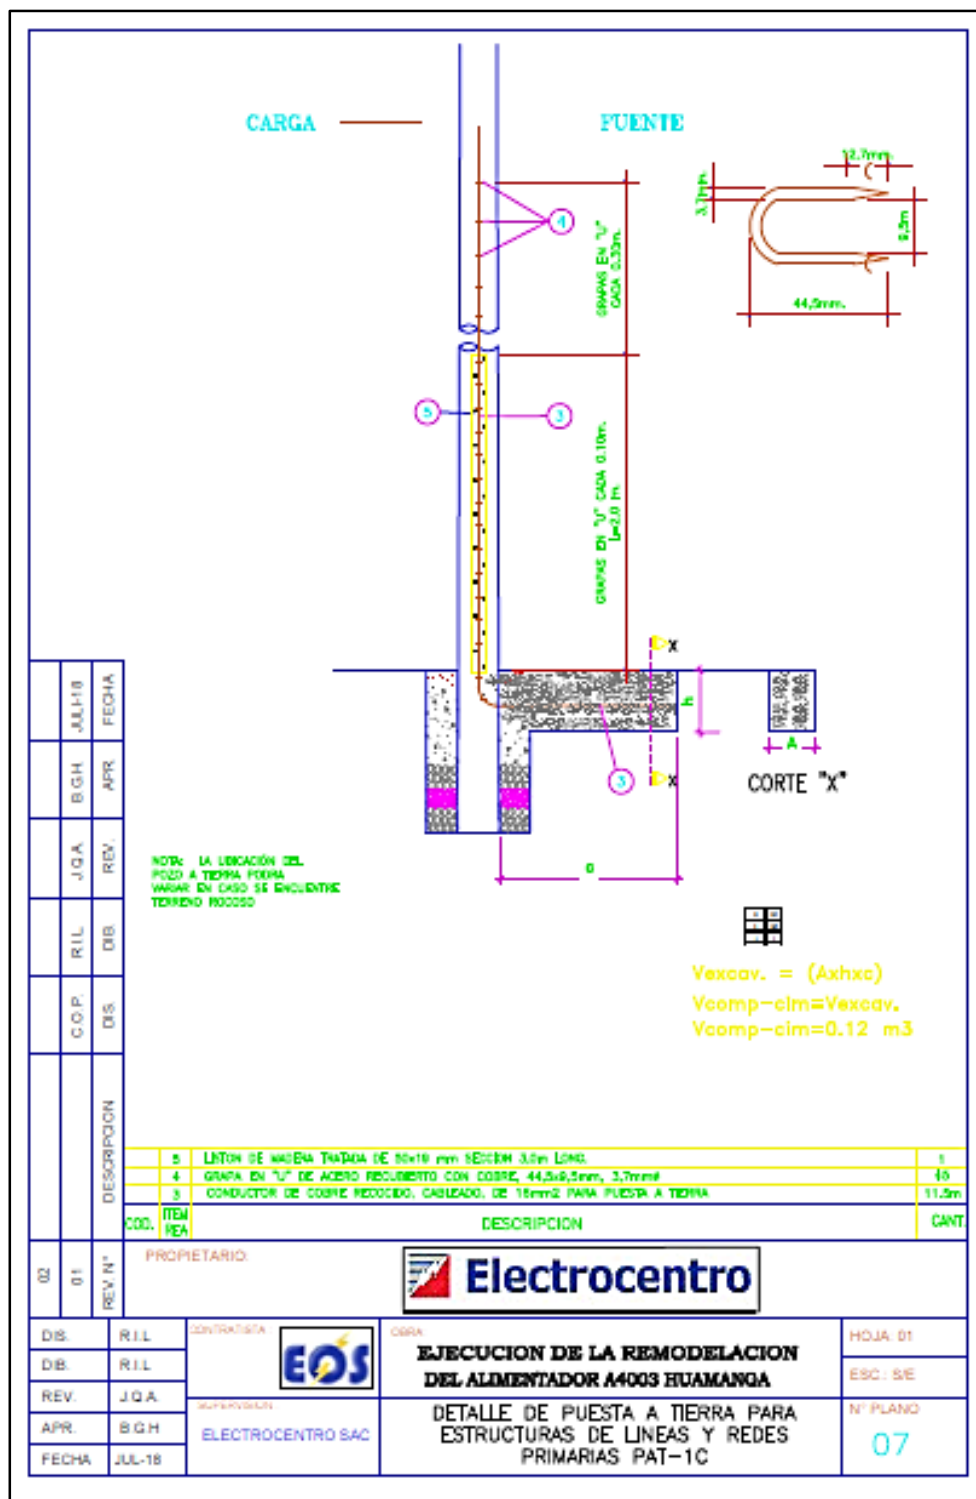 CARGA
FUENTE
12.7mm.
3.7mm.
9,5m
44,5mm.
4
GRAPAS EN "U"
CADA 0.30m.
5
3
GRAPAS EN "U" CADA 0.10m.
L=2.0 m.
X
h
A
X
3
CORTE "X"
NOTA: LA UBICACIÓN DEL
POZO A TIERRA PODRA
VARIAR EN CASO SE ENCUENTRE
TERRENO ROCOSO
Vexcav. = (Axhxc)
Vcomp-cim=Vexcav.
Vcomp-cim=0.12 m3
JUL-18 FECHA
B.G.H. APR.
J.Q.A. REV.
R.I.L. DIB.
C.O.P. DIS.
DESCRIPCION
02 01 REV. N°
5 LISTON DE MADERA TRATADA DE mm SECCION 3,0m LONG. 1
4 GRAPA EN "U" DE ACERO RECUBIERTO CON COBRE, 44,5x9,5mm, 3,7mmø
3 CONDUCTOR DE COBRE RECOCIDO, CABLEADO, DE 16mm2 PARA PUESTA A TIERRA 11.5m
COD. ITEM REA DESCRIPCION CANT.
PROPIETARIO:
Electrocentro
DIS. R.I.L
DIB. R.I.L
REV. J.Q.A.
APR. B.G.H
FECHA JUL-18
CONTRATISTA:
EOS
SUPERVISION
ELECTROCENTRO SAC
OBRA
EJECUCION DE LA REMODELACION
DEL ALIMENTADOR A4003 HUAMANGA
DETALLE DE PUESTA A TIERRA PARA
ESTRUCTURAS DE LINEAS Y REDES
PRIMARIAS PAT-1C
HOJA: 01
ESC.: S/E
N° PLANO
07